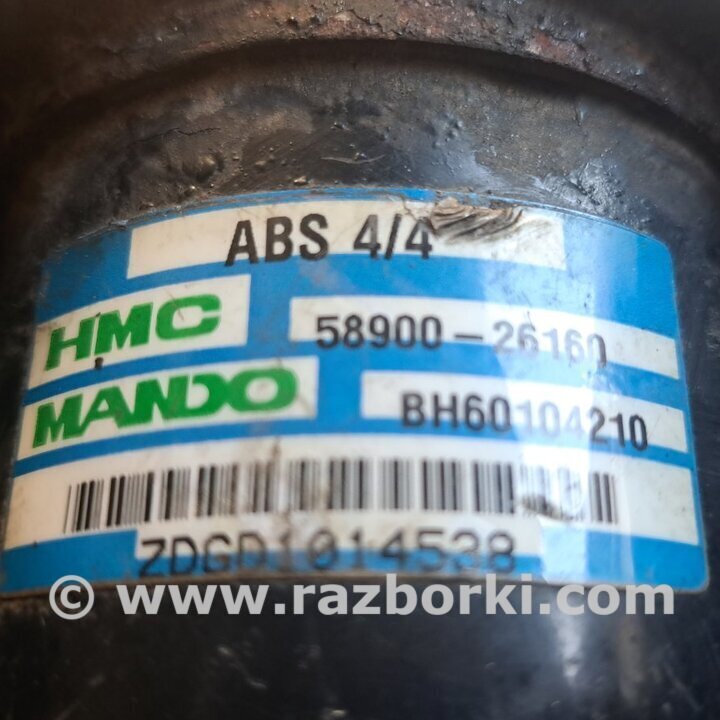 ABS 4/4
HMC 58900-26160
MANDO BH60104210
ZDGD1014538
© www.razborki.com